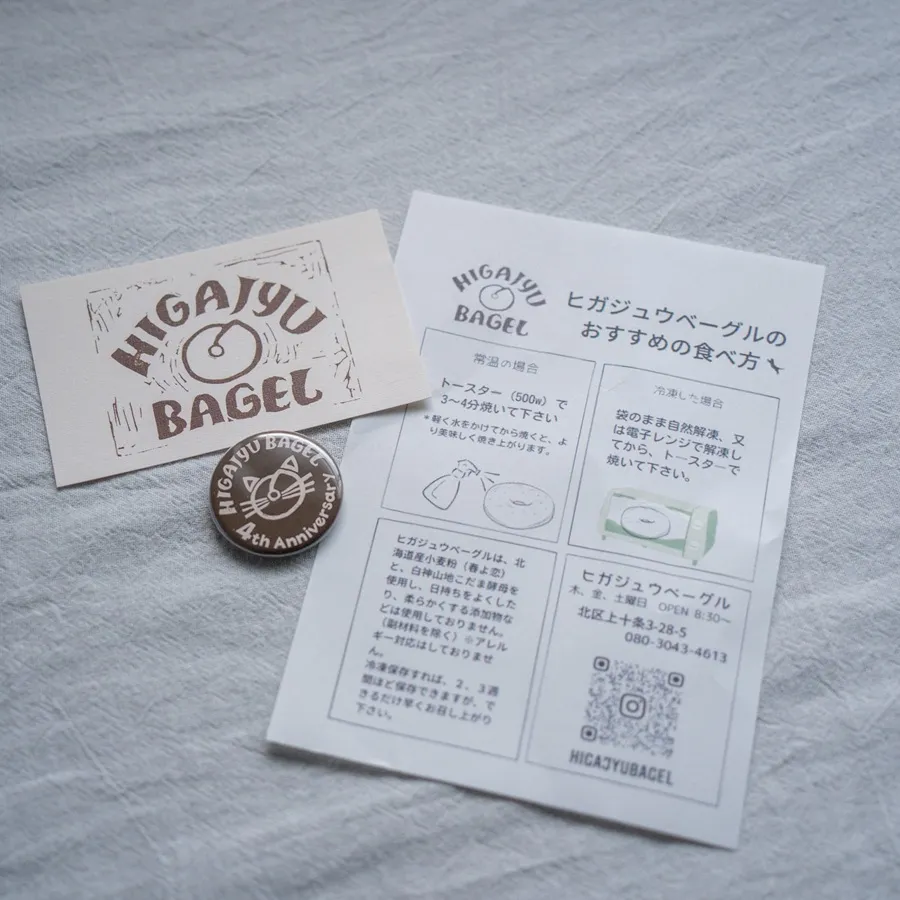 HIGAJYU
BAGEL
HIGAJYU BAGEL
4th Anniversary
HIGAJYU
BAGEL
ヒガジュウベーグルの
おすすめの食べ方
常温の場合
トースター（500w）で
3〜4分焼いて下さい
*軽く水をかけてから焼くと、よ
り美味しく焼き上がります。
冷凍した場合
袋のまま自然解凍、又
は電子レンジで解凍し
てから、トースターで
焼いて下さい。
ヒガジュウベーグルは、北
海道産小麦粉（春よ恋）
と、白神山地こだま酵母を
使用し、日持ちをよくした
り、柔らかくする添加物な
どは使用しておりません。
（副材料を除く）※アレル
ギー対応はしておりませ
ん。
冷凍保存すれば、２、３週
間ほど保存できますが、で
きるだけ早くお召し上がり
下さい。
ヒガジュウベーグル
木、金、土曜日 OPEN 8:30〜
北区上十条3-28-5
080-3043-4613
HIGAJYUBAGEL